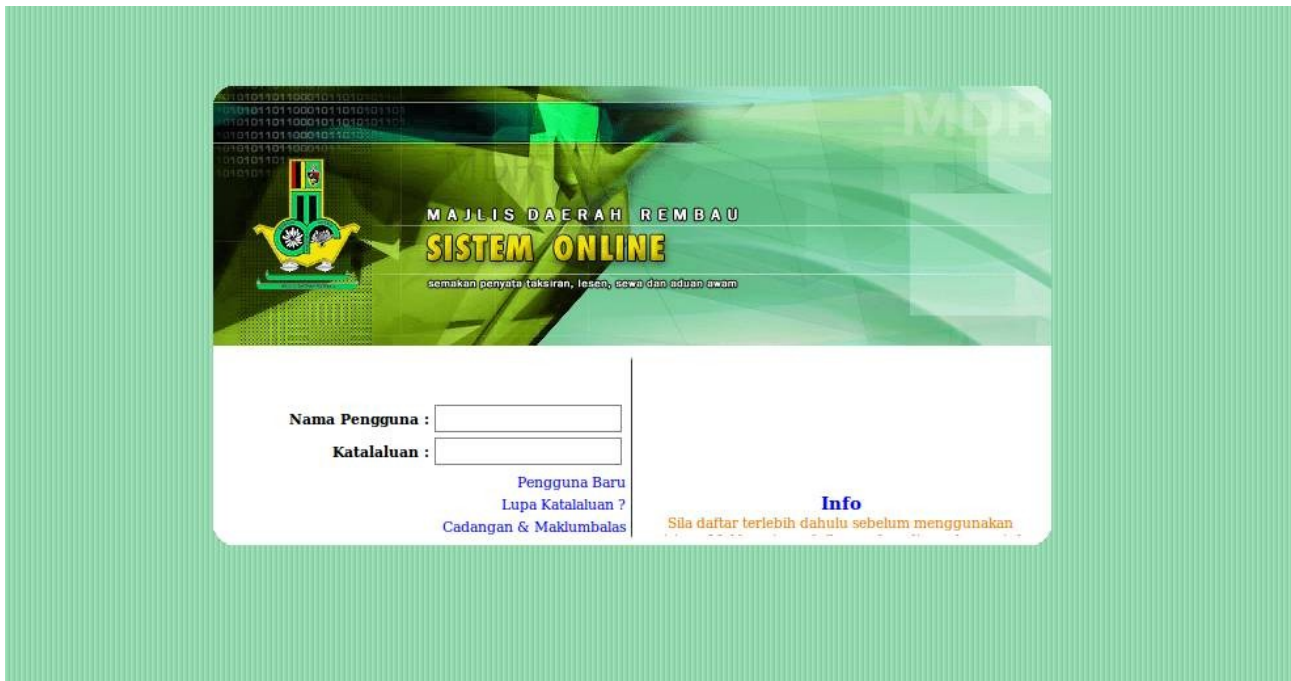 MDR
MAJLIS DAERAH REMBAU
SISTEM ONLINE
semakan penyata taksiran, lesen, sewa dan aduan awam
Nama Pengguna :
Katalaluan :
Pengguna Baru
Lupa Katalaluan ?
Cadangan & Maklumbalas
Info
Sila daftar terlebih dahulu sebelum menggunakan